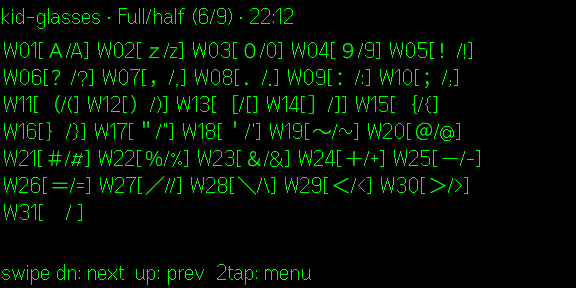 kid-glasses · Full/half (6/9) · 22:12
W01[Ａ/A] W02[ｚ/z] W03[０/0] W04[９/9] W05[！/!]
W06[？/?] W07[，/,] W08[．/.] W09[：/:] W10[；/;]
W11[（/(] W12[）/)] W13[［/[] W14[］/]] W15[｛/{]
W16[｝/}] W17[＂/"] W18[＇/'] W19[～/~] W20[＠/@]
W21[＃/#] W22[％/%] W23[＆/&] W24[＋/+] W25[－/-]
W26[＝/=] W27[／//] W28[＼/\] W29[＜/<] W30[＞/>]
W31[　/ ]
swipe dn: next  up: prev  2tap: menu